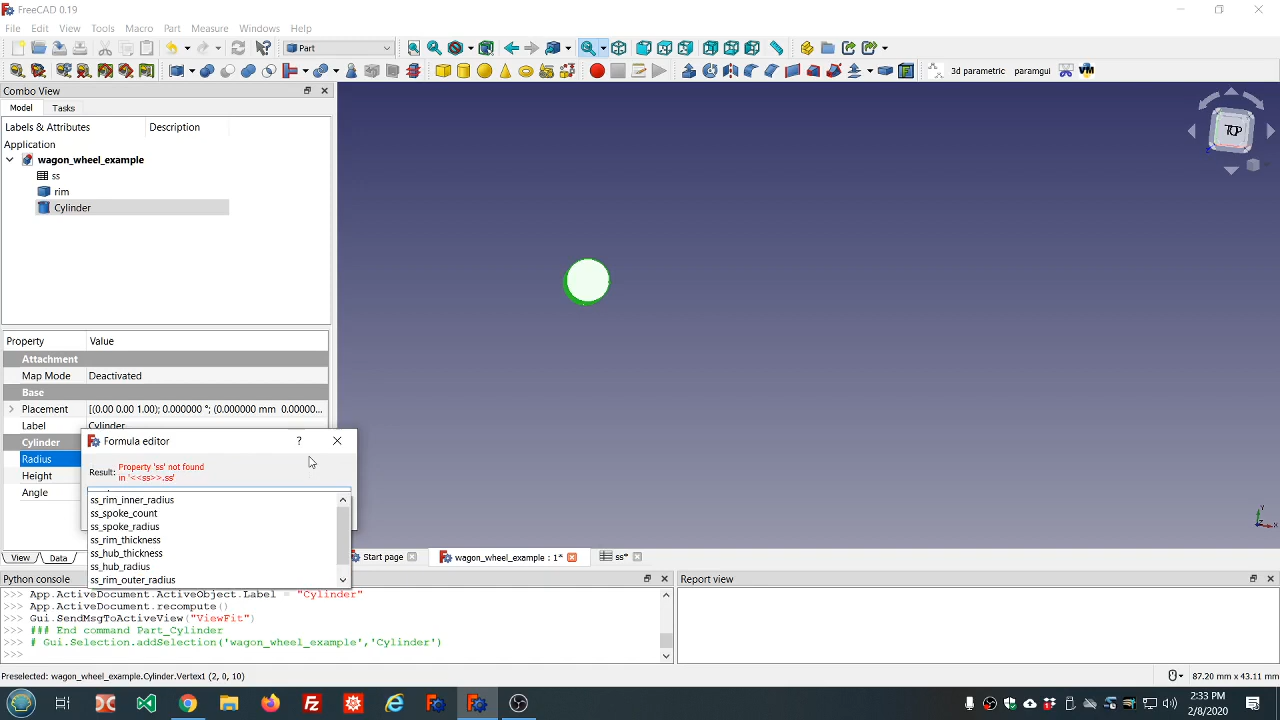 FreeCAD 0.19
File Edit View Tools Macro Part Measure Windows Help
Part
3d parametric paramgui
Combo View
Model Tasks
Labels & Attributes Description
Application
wagon_wheel_example
ss
rim
Cylinder
TOP
Property Value
Attachment
Map Mode Deactivated
Base
Placement [(0.00 0.00 1.00); 0.000000 °; (0.000000 mm 0.00000...
Label Cylinder
Cylinder
Radius
Height
Angle
Formula editor ?
Result: Property 'ss' not found
in '<<ss>>.ss'
ss_rim_inner_radius
ss_spoke_count
ss_spoke_radius
ss_rim_thickness
ss_hub_thickness
ss_hub_radius
ss_rim_outer_radius
View Data
Start page wagon_wheel_example : 1* ss*
Python console
Report view
>>> App.ActiveDocument.ActiveObject.Label = "Cylinder"
>>> App.ActiveDocument.recompute()
>>> Gui.SendMsgToActiveView("ViewFit")
>>> ### End command Part_Cylinder
>>> # Gui.Selection.addSelection('wagon_wheel_example','Cylinder')
>>>
Preselected: wagon_wheel_example.Cylinder.Vertex1 (2, 0, 10)
87.20 mm x 43.11 mm
2:33 PM
2/8/2020